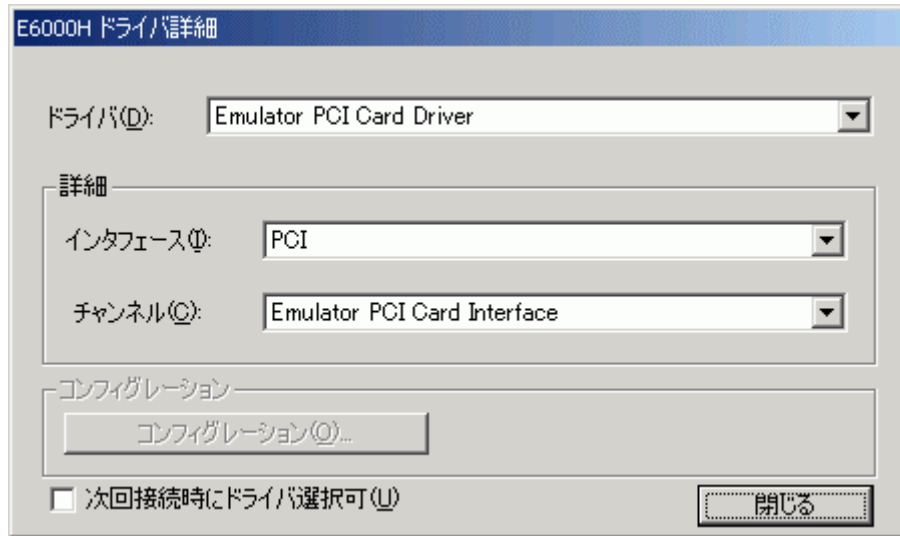 E6000H ドライバ詳細
ドライバ(D): Emulator PCI Card Driver
詳細
インタフェース(I): PCI
チャンネル(C): Emulator PCI Card Interface
コンフィグレーション
コンフィグレーション(O)...
次回接続時にドライバ選択可(U)
閉じる